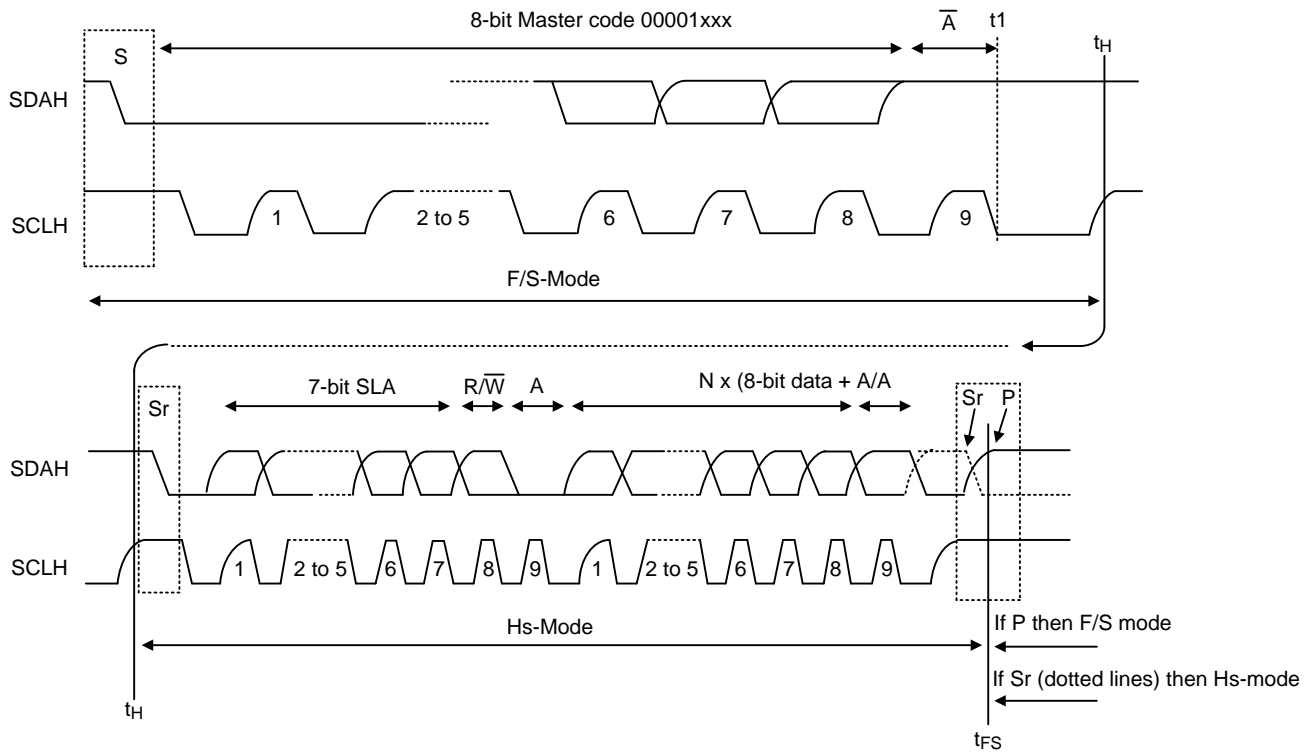 8-bit Master code 00001xxx
A̅
t1
tH
S
SDAH
SCLH
1
2 to 5
6
7
8
9
F/S-Mode
7-bit SLA
R/W̅
A
N x (8-bit data + A/A
Sr
Sr
P
SDAH
SCLH
1
2 to 5
6
7
8
9
1
2 to 5
6
7
8
9
Hs-Mode
If P then F/S mode
If Sr (dotted lines) then Hs-mode
tH
tFS